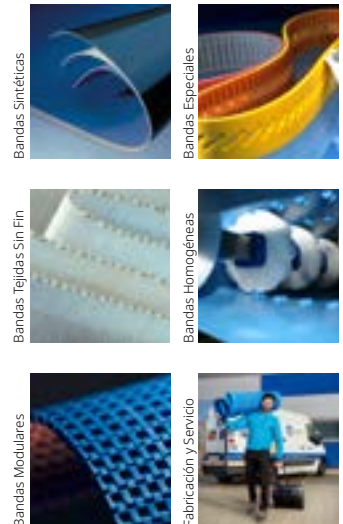 Bandas Sintéticas
Bandas Especiales
Bandas Tejidas Sin Fin
Bandas Homogéneas
Bandas Modulares
Fabricación y Servicio